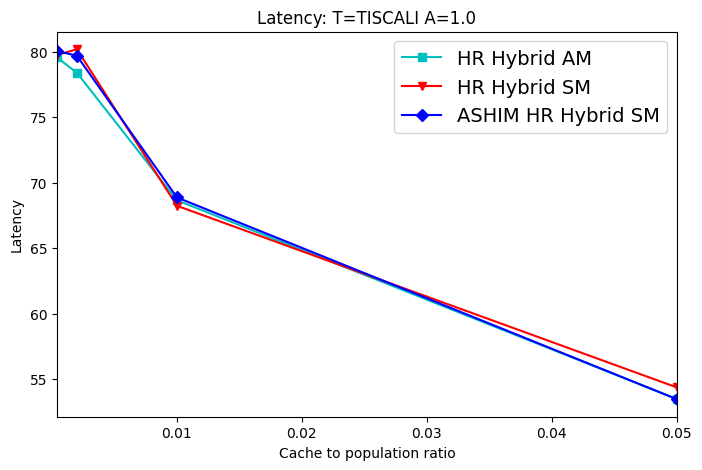 Latency: T=TISCALI A=1.0
HR Hybrid AM
HR Hybrid SM
ASHIM HR Hybrid SM
80
75
70
65
60
55
Latency
0.01 0.02 0.03 0.04 0.05
Cache to population ratio